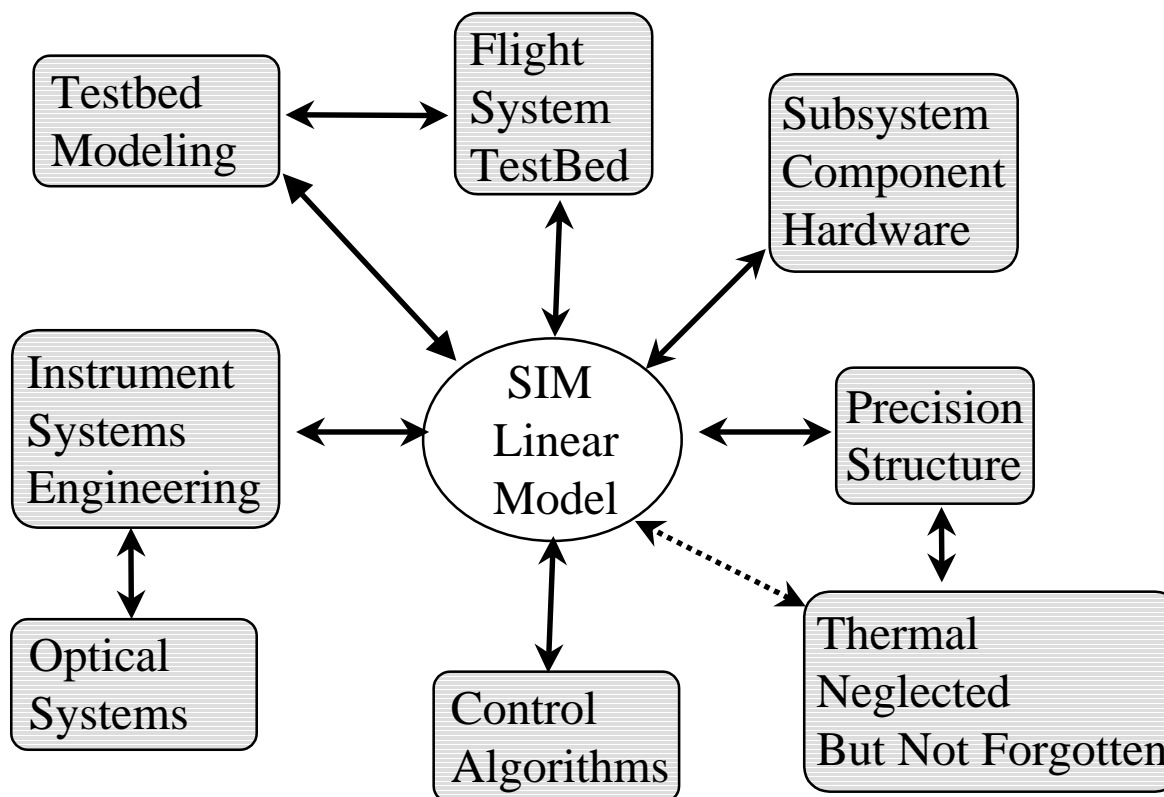 Testbed
Modeling
Flight
System
TestBed
Subsystem
Component
Hardware
Instrument
Systems
Engineering
SIM
Linear
Model
Precision
Structure
Optical
Systems
Control
Algorithms
Thermal
Neglected
But Not Forgotten